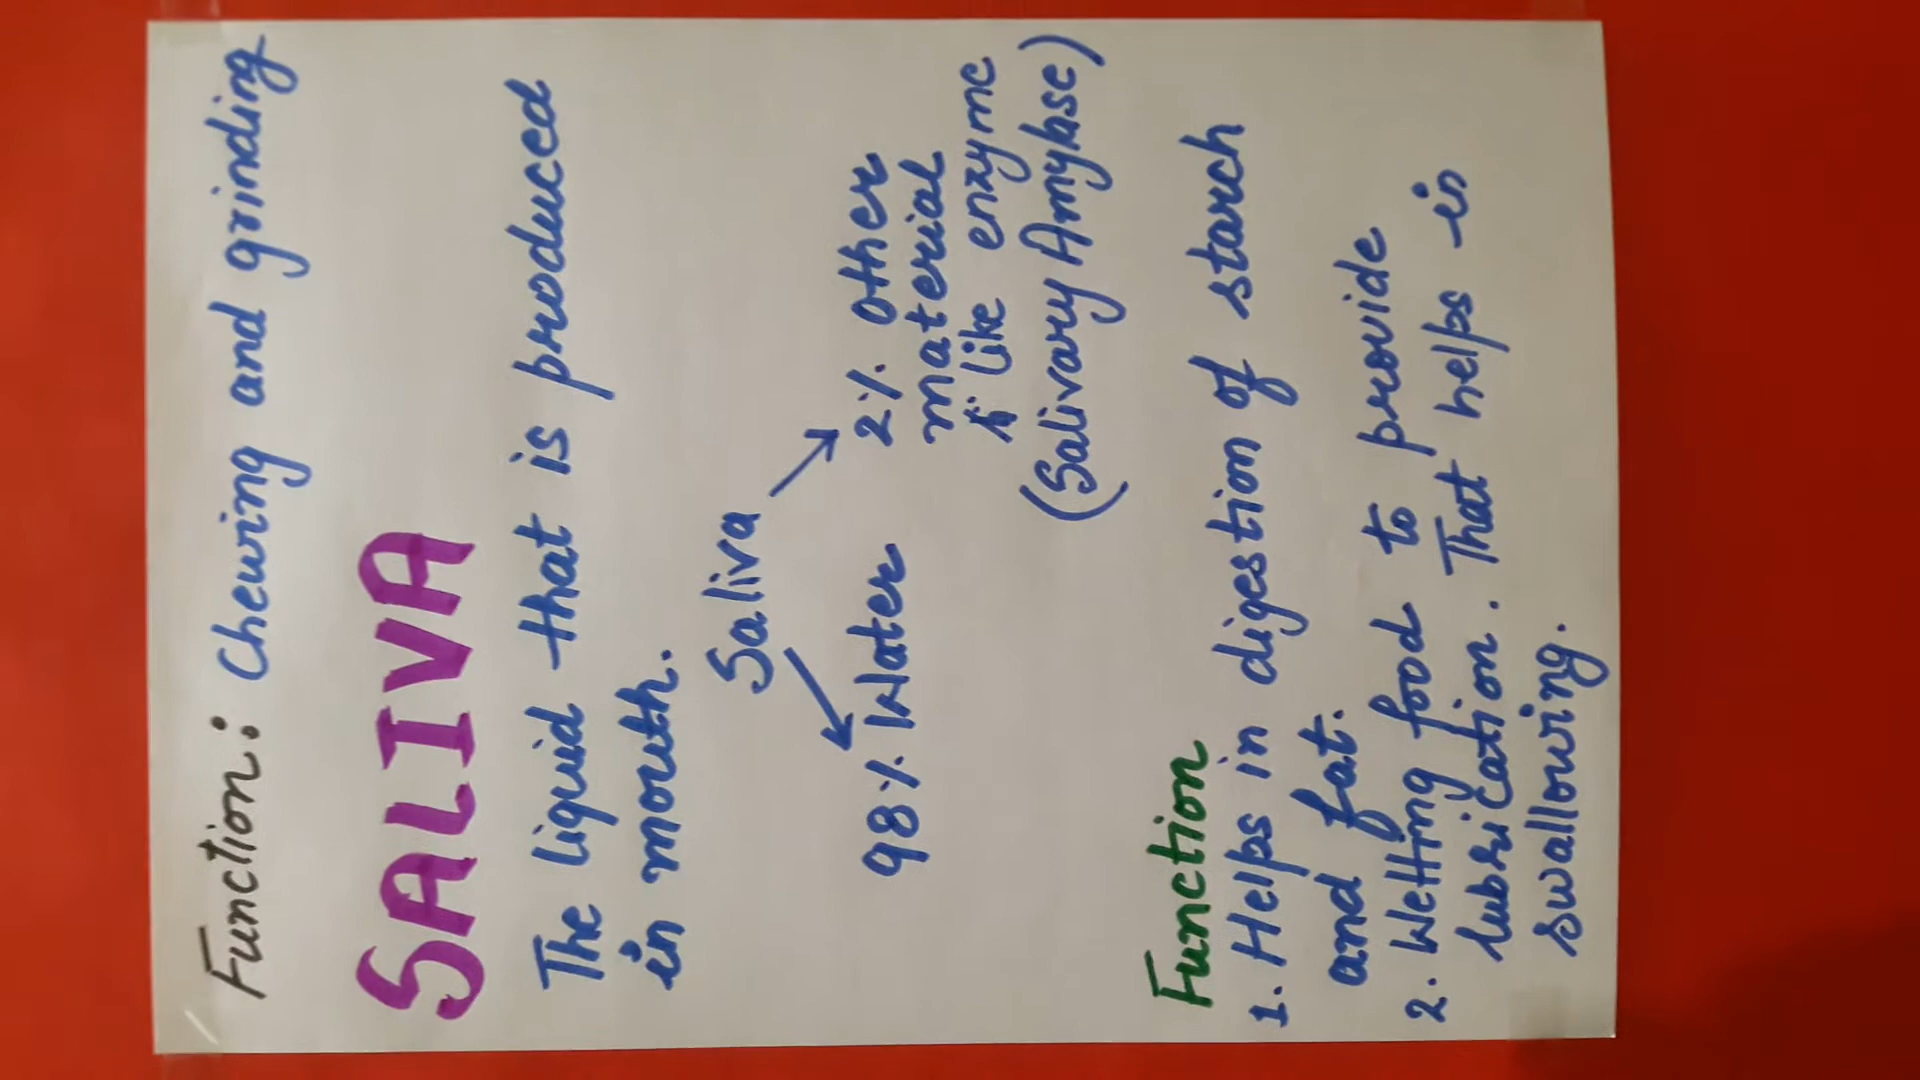 Function: Chewing and grinding
SALIVA
The liquid that is produced
in mouth.
Saliva
98% Water
2% Other
material
like enzyme
(Salivary Amylase)
Function
1. Helps in digestion of starch
and fat.
2. Wetting food to provide
lubrication. That helps in
swallowing.